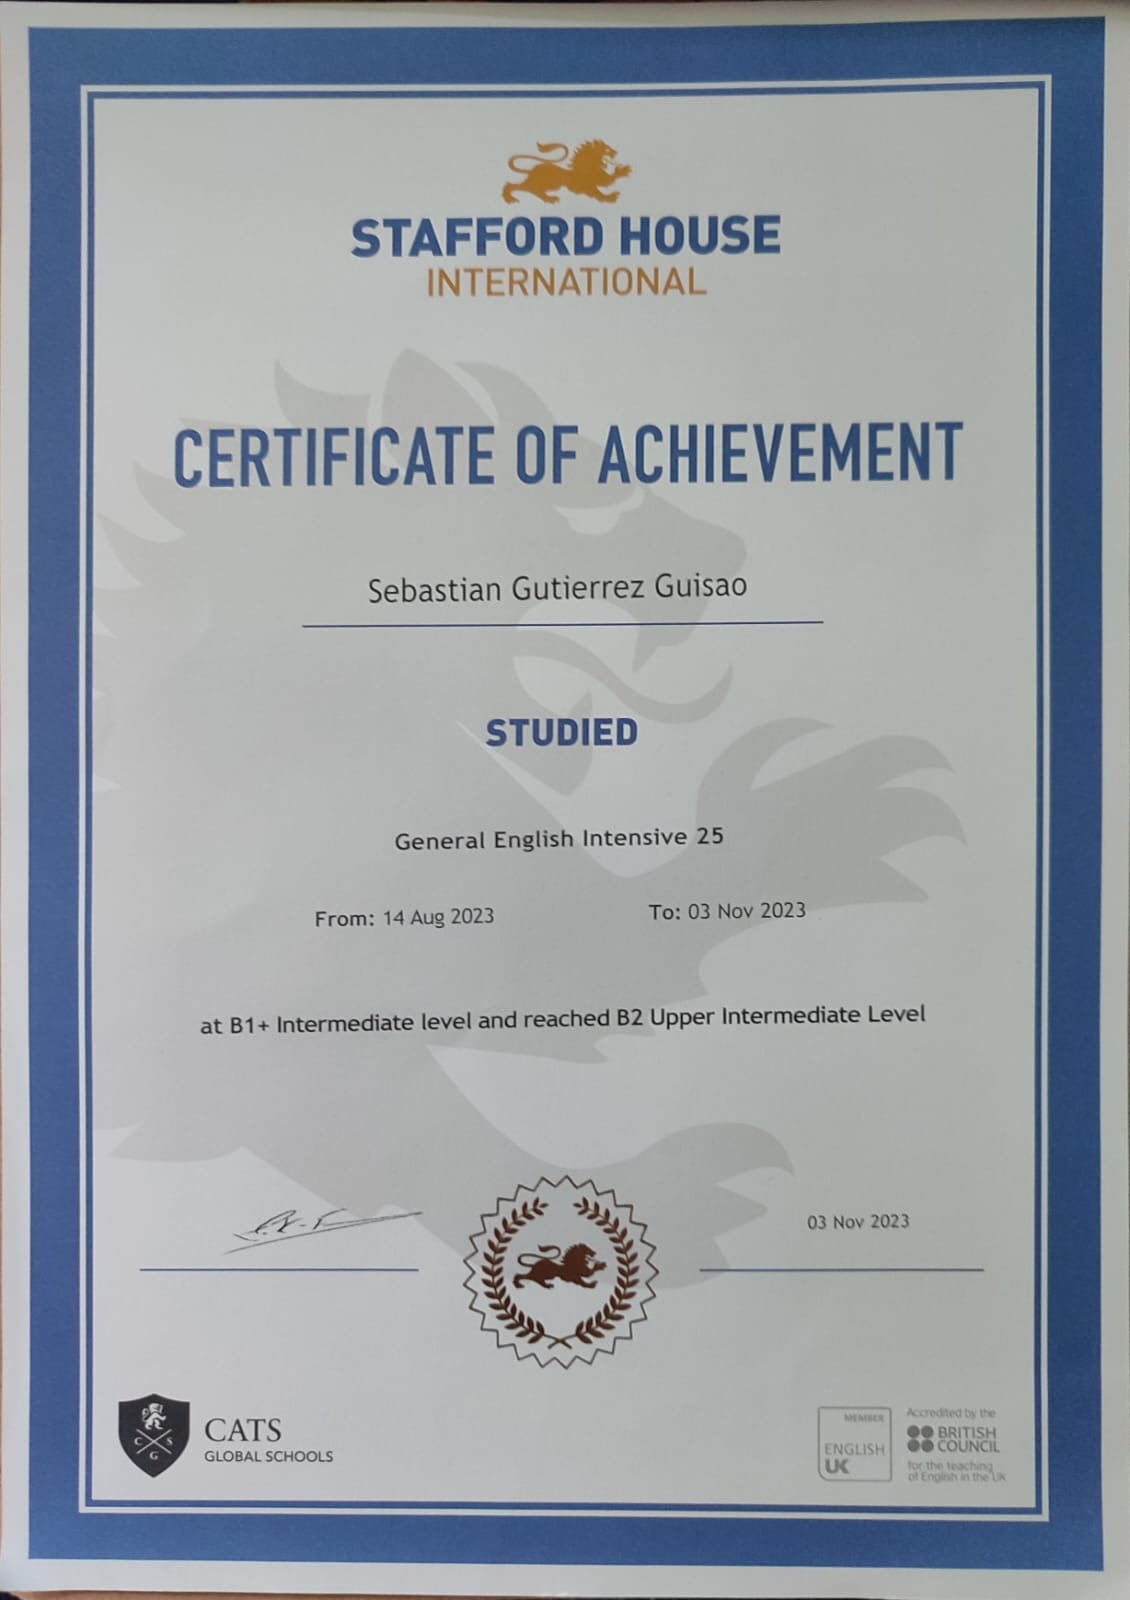 STAFFORD HOUSE
INTERNATIONAL
CERTIFICATE OF ACHIEVEMENT
Sebastian Gutierrez Guisao
STUDIED
General English Intensive 25
From: 14 Aug 2023 To: 03 Nov 2023
at B1+ Intermediate level and reached B2 Upper Intermediate Level
03 Nov 2023
C S
G
CATS
GLOBAL SCHOOLS
MEMBER
ENGLISH
UK
Accredited by the
BRITISH
COUNCIL
for the teaching
of English in the UK